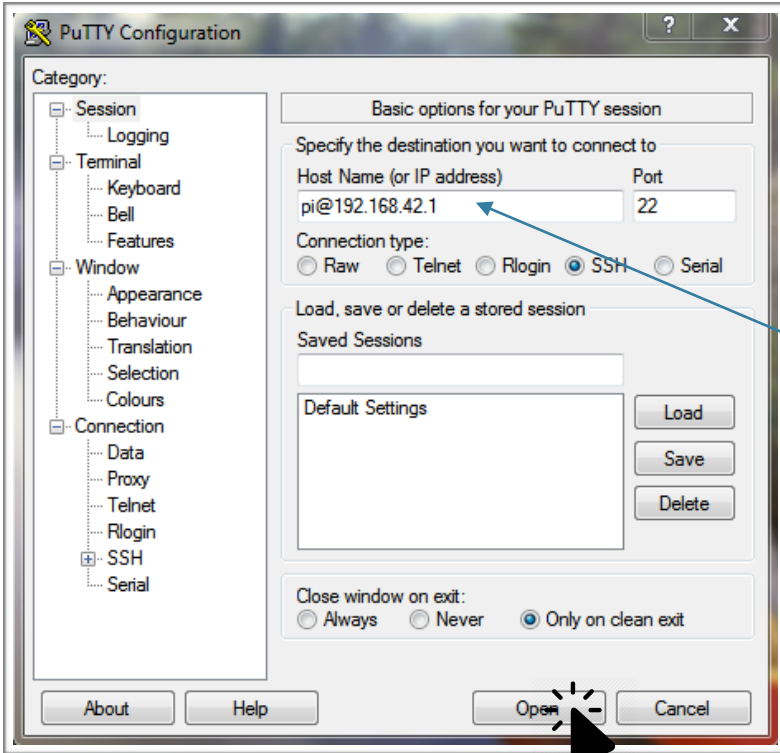 PuTTY Configuration
? X
Category:
Session
Logging
Terminal
Keyboard
Bell
Features
Window
Appearance
Behaviour
Translation
Selection
Colours
Connection
Data
Proxy
Telnet
Rlogin
SSH
Serial
Basic options for your PuTTY session
Specify the destination you want to connect to
Host Name (or IP address) Port
pi@192.168.42.1 22
Connection type:
Raw Telnet Rlogin SSH Serial
Load, save or delete a stored session
Saved Sessions
Default Settings
Load
Save
Delete
Close window on exit:
Always Never Only on clean exit
About Help Open Cancel